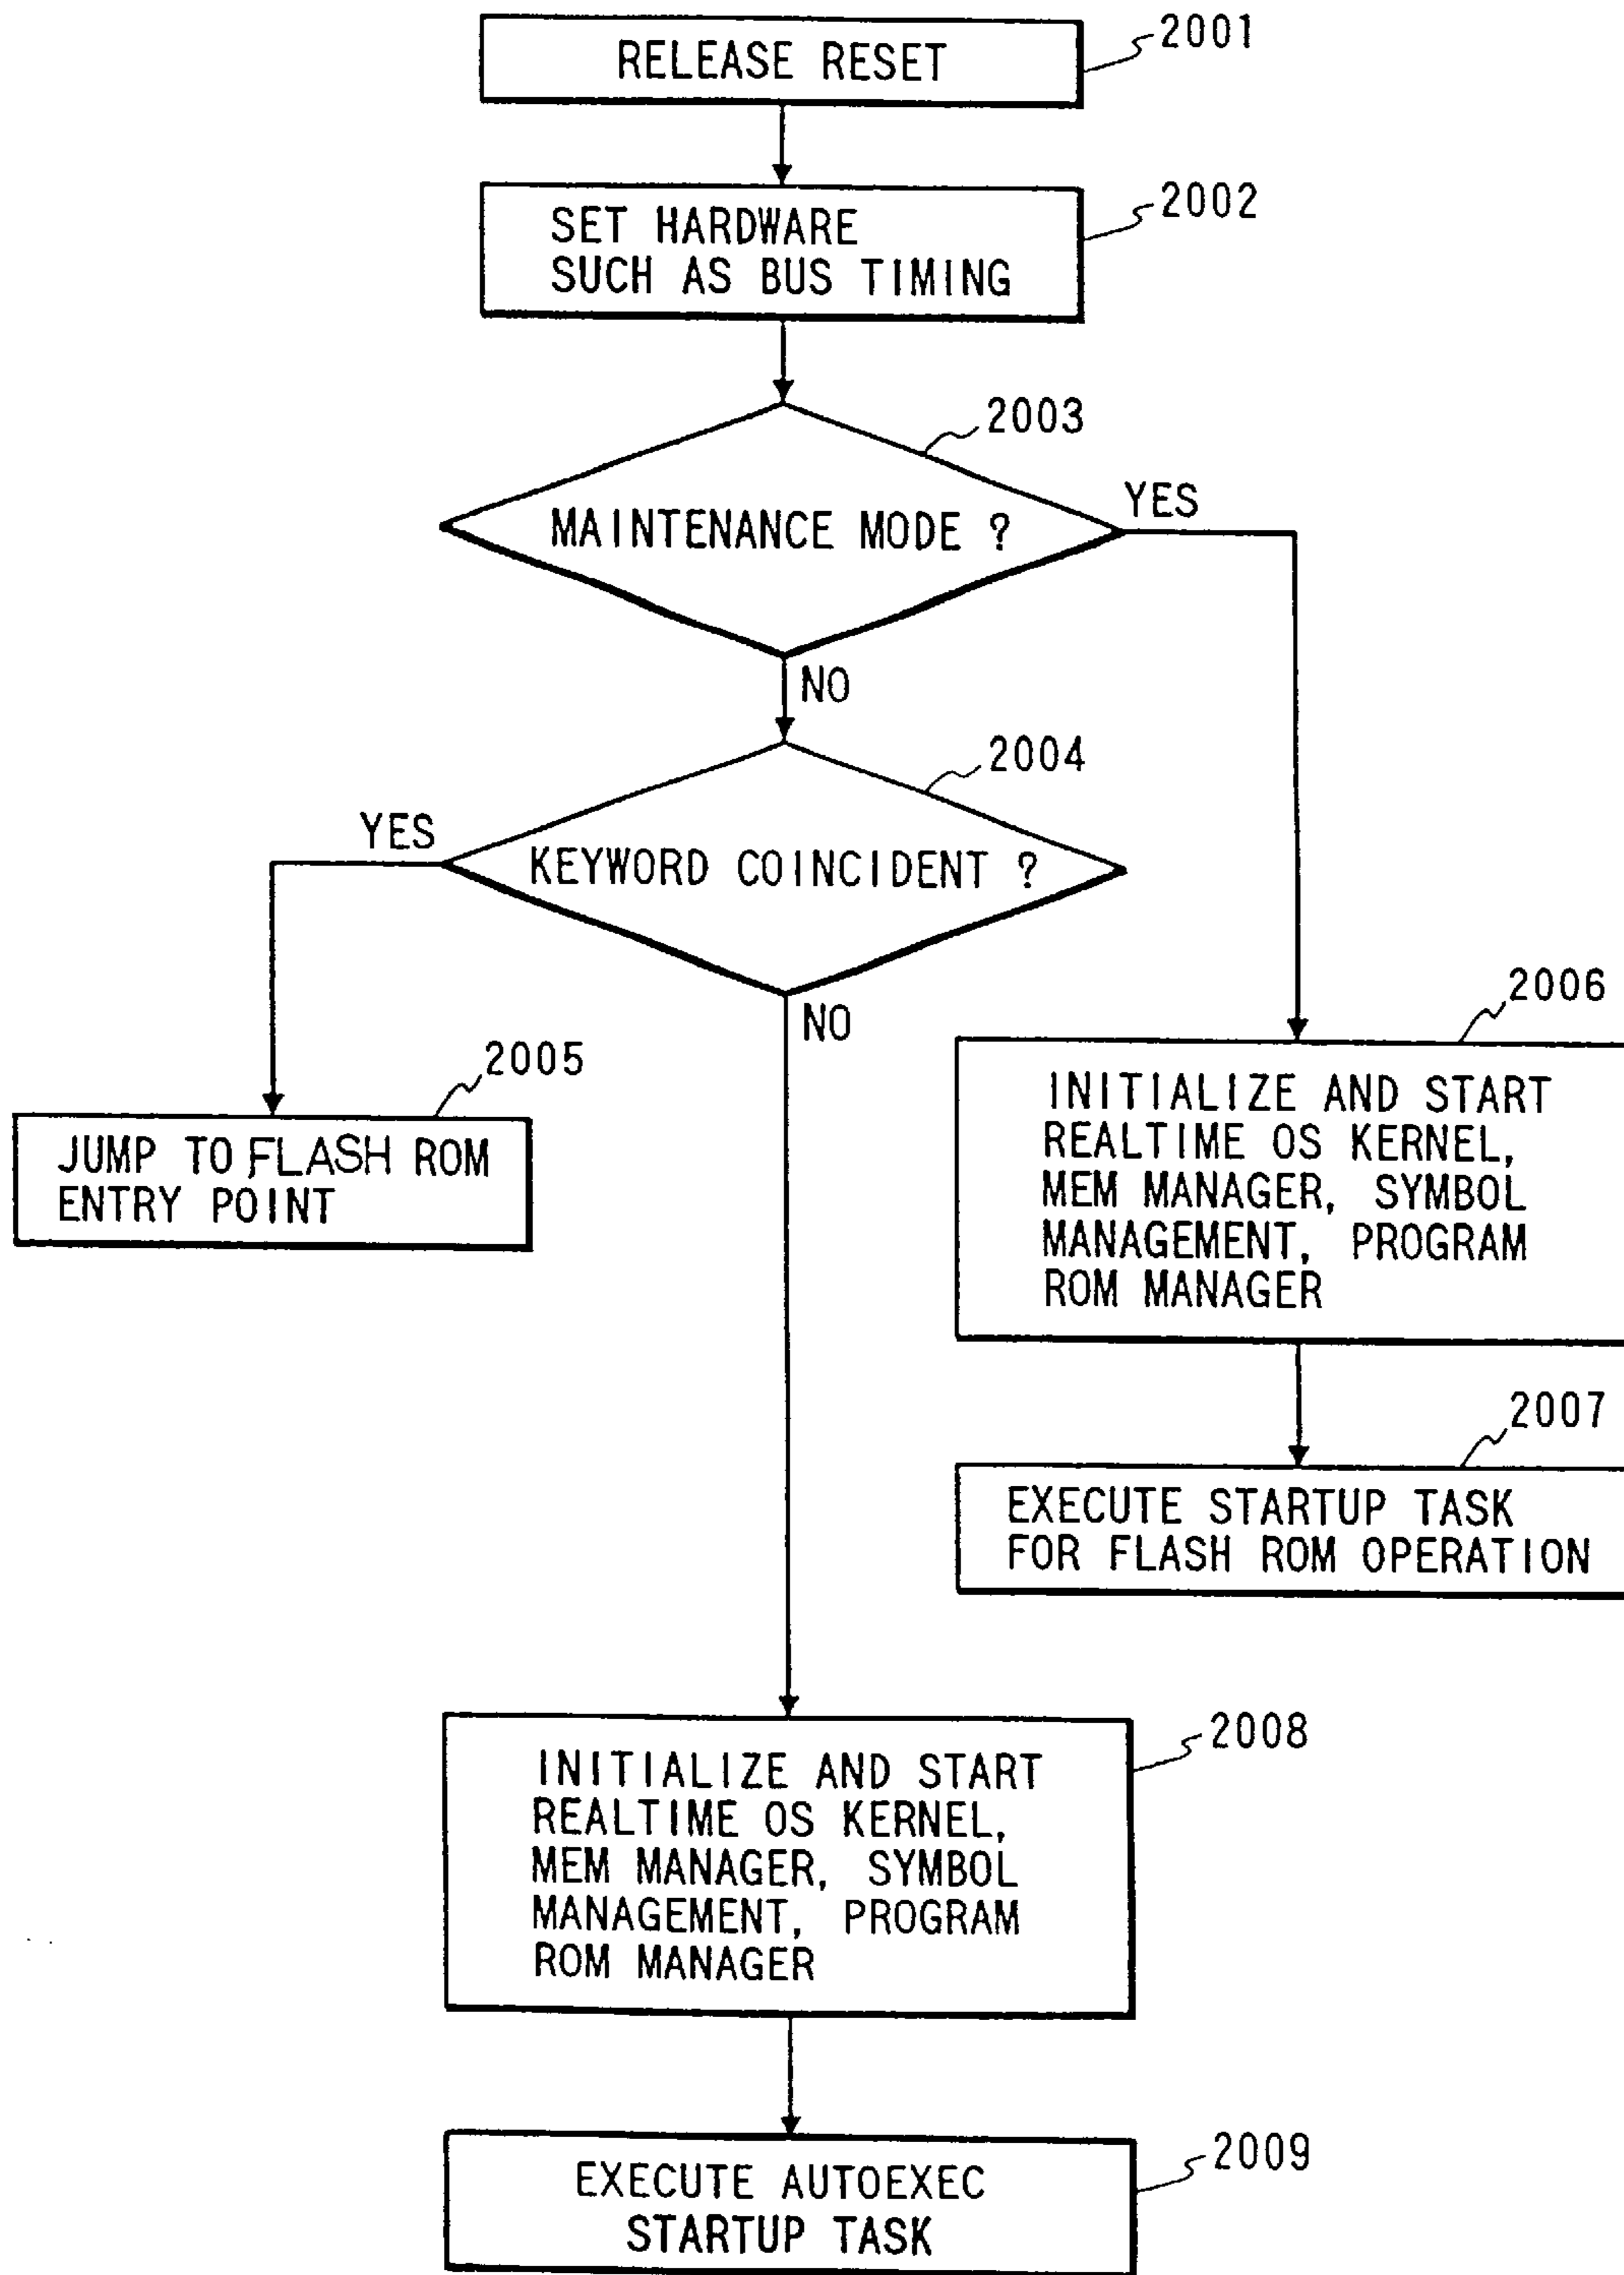 RELEASE RESET
2001
SET HARDWARE
SUCH AS BUS TIMING
2002
2003
MAINTENANCE MODE ?
YES
NO
2004
KEYWORD COINCIDENT ?
YES
NO
2005
JUMP TO FLASH ROM
ENTRY POINT
2006
INITIALIZE AND START
REALTIME OS KERNEL,
MEM MANAGER, SYMBOL
MANAGEMENT, PROGRAM
ROM MANAGER
2007
EXECUTE STARTUP TASK
FOR FLASH ROM OPERATION
2008
INITIALIZE AND START
REALTIME OS KERNEL,
MEM MANAGER, SYMBOL
MANAGEMENT, PROGRAM
ROM MANAGER
2009
EXECUTE AUTOEXEC
STARTUP TASK